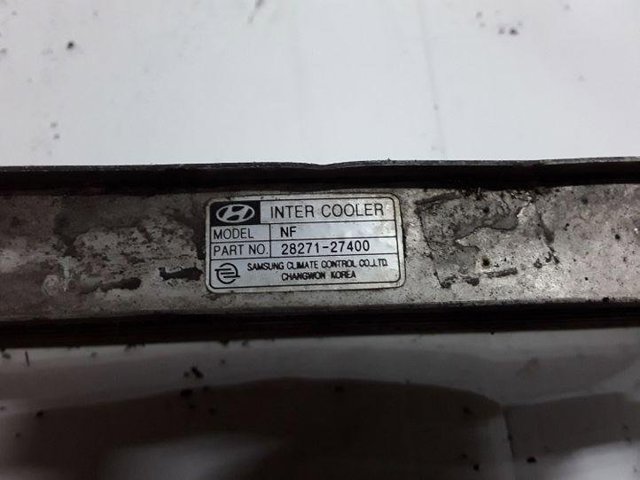 INTER COOLER
MODEL NF
PART NO. 28271-27400
SAMSUNG CLIMATE CONTROL CO.,LTD.
CHANGWON KOREA